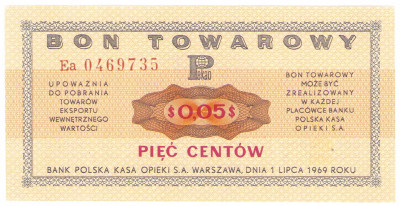 BON TOWAROWY
Ea 0469735
Pekao
UPOWAŻNIA
DO POBRANIA
TOWARÓW
EKSPORTU
WEWNĘTRZNEGO
WARTOŚCI
$0.05$
BON TOWAROWY
MOŻE BYĆ
ZREALIZOWANY
W KAŻDEJ
PLACÓWCE BANKU
POLSKA KASA
OPIEKI S.A.
PIĘĆ CENTÓW
BANK POLSKA KASA OPIEKI S.A. WARSZAWA, DNIA 1 LIPCA 1969 ROKU